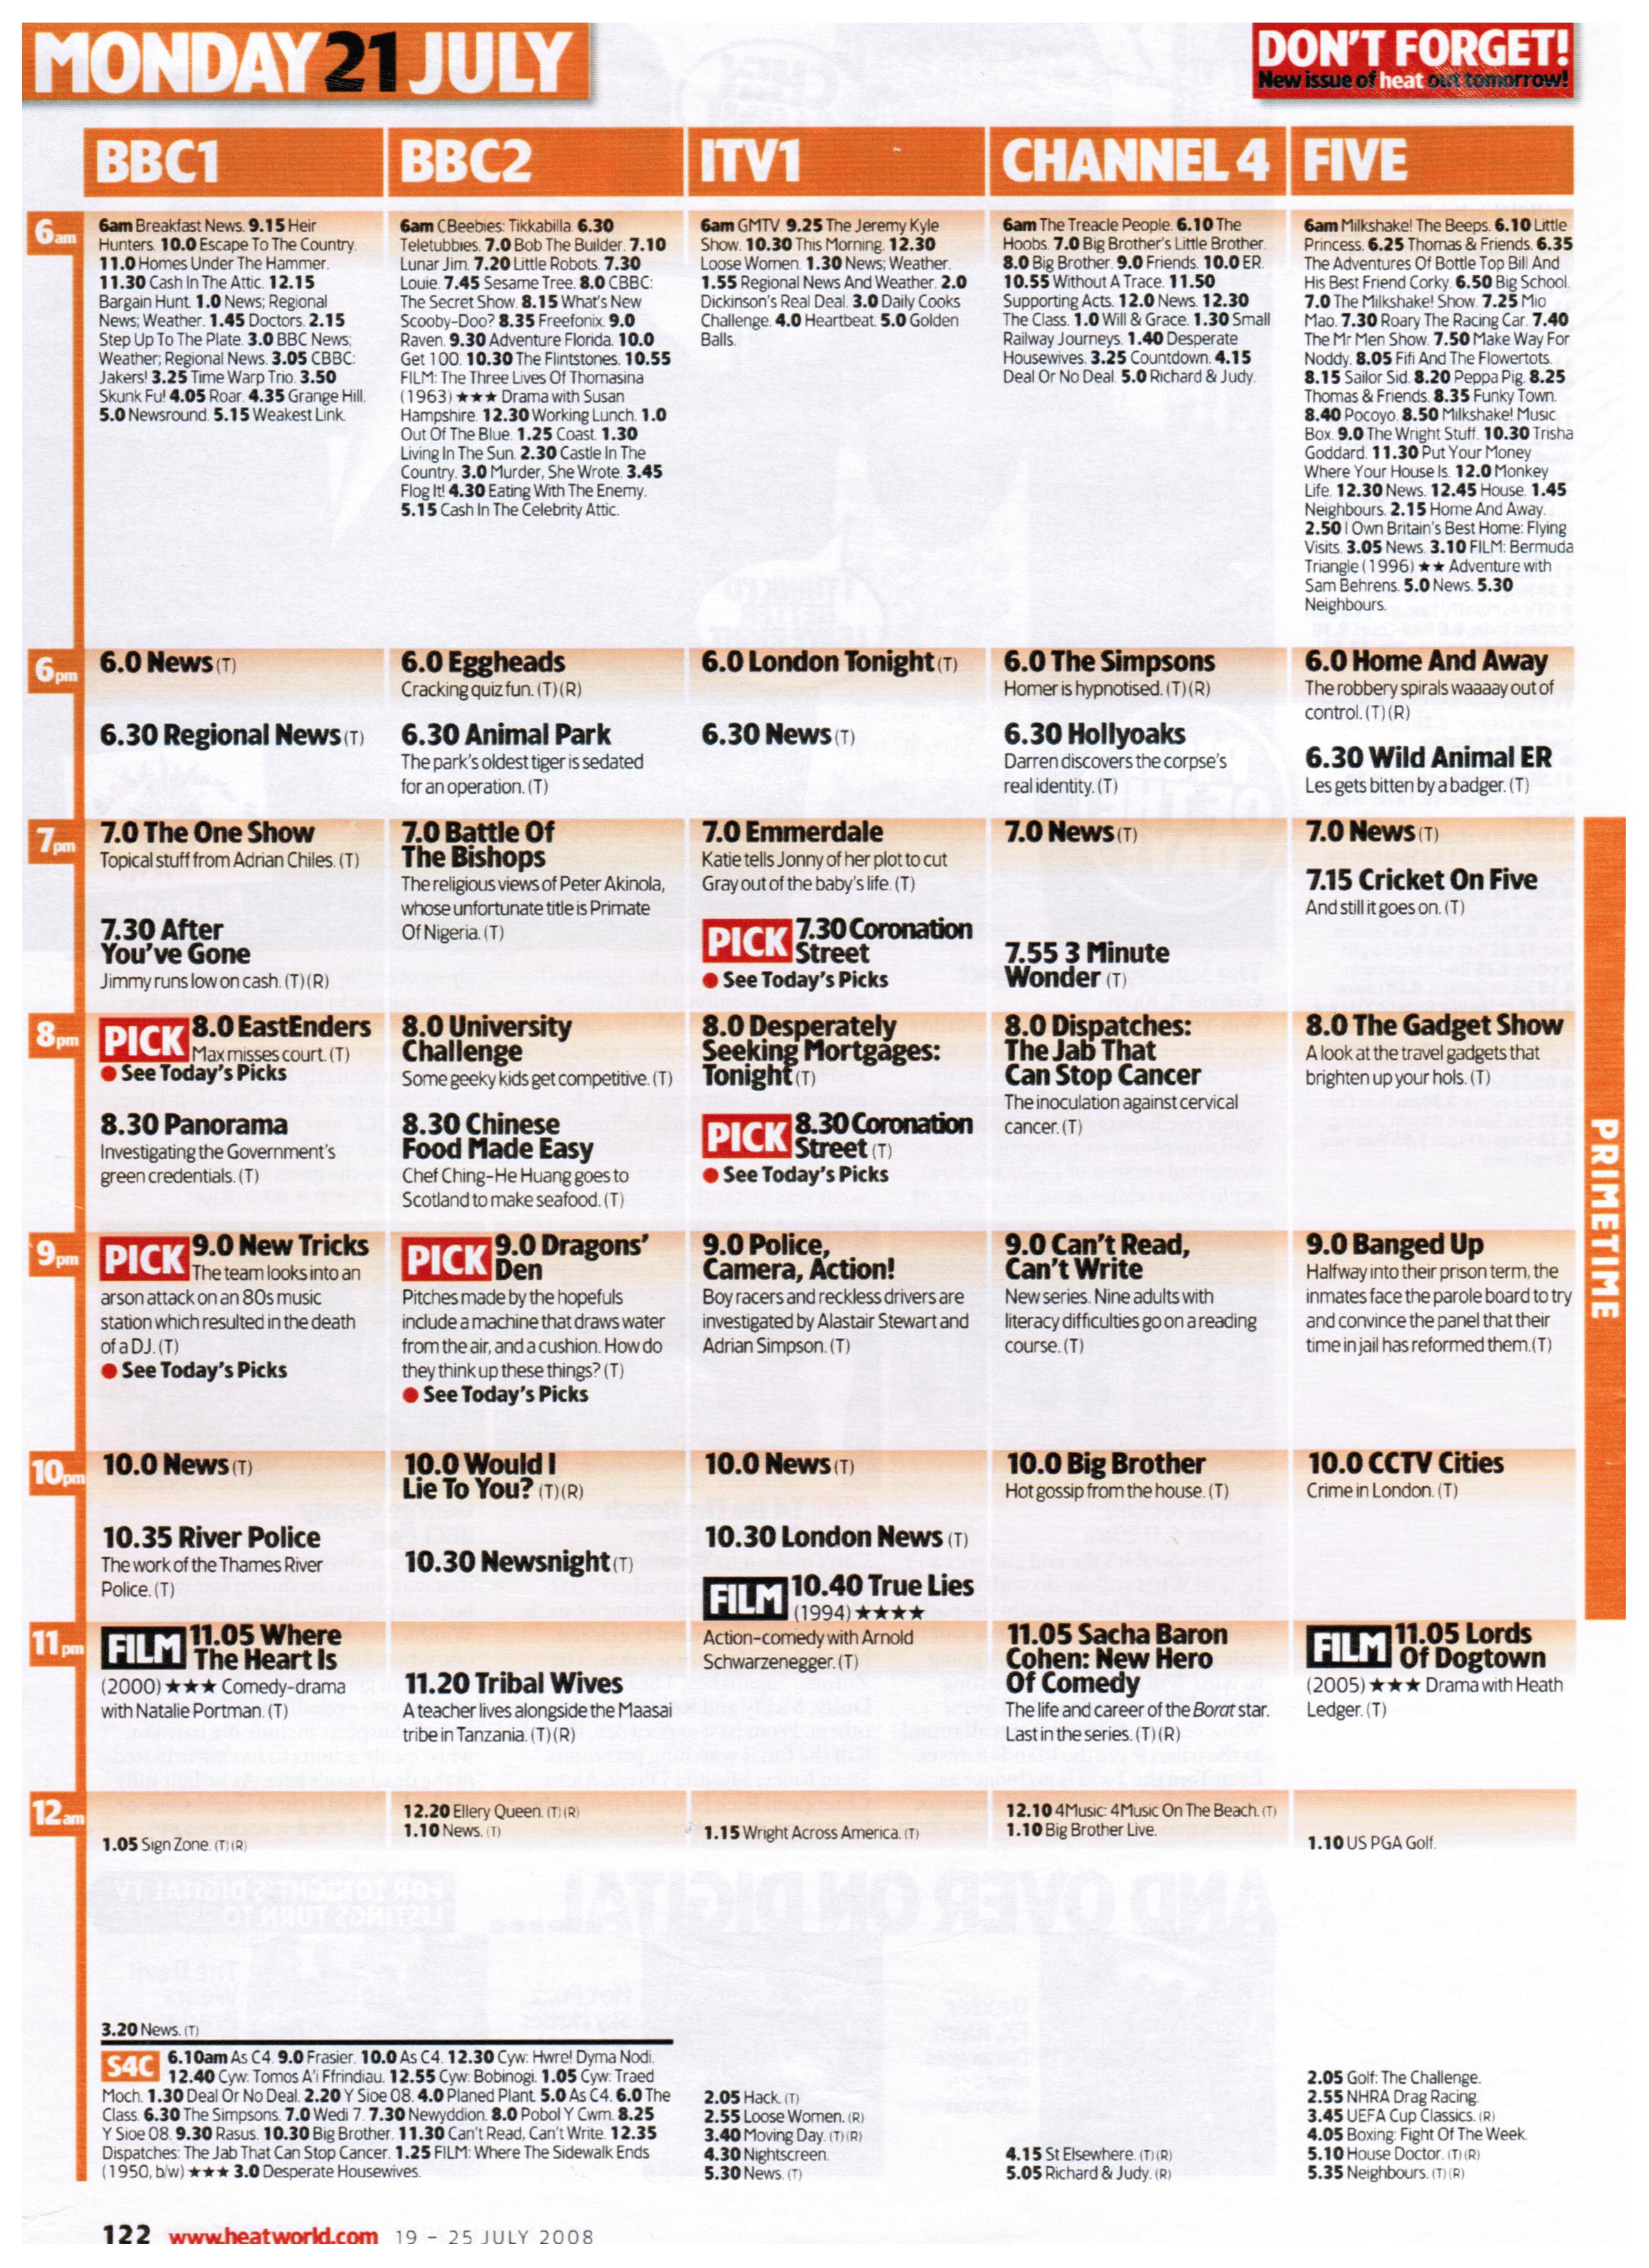 MONDAY 21 JULY
DON'T FORGET!
New issue of heat out tomorrow!
BBC1
6am
6am Breakfast News. 9.15 Heir
Hunters. 10.0 Escape To The Country.
11.0 Homes Under The Hammer.
11.30 Cash In The Attic. 12.15
Bargain Hunt. 1.0 News; Regional
News; Weather. 1.45 Doctors. 2.15
Step Up To The Plate. 3.0 BBC News;
Weather; Regional News. 3.05 CBBC:
Jakers! 3.25 Time Warp Trio. 3.50
Skunk Fu! 4.05 Roar. 4.35 Grange Hill.
5.0 Newsround. 5.15 Weakest Link.
6pm
6.0 News (T)
6.30 Regional News (T)
7pm
7.0 The One Show
Topical stuff from Adrian Chiles. (T)
7.30 After
You've Gone
Jimmy runs low on cash. (T)(R)
8pm
PICK 8.0 EastEnders
Max misses court. (T)
● See Today's Picks
8.30 Panorama
Investigating the Government's
green credentials. (T)
9pm
PICK 9.0 New Tricks
The team looks into an
arson attack on an 80s music
station which resulted in the death
of a DJ. (T)
● See Today's Picks
10pm
10.0 News (T)
10.35 River Police
The work of the Thames River
Police. (T)
11pm
FILM 11.05 Where
The Heart Is
(2000) ★★★ Comedy-drama
with Natalie Portman. (T)
12am
1.05 Sign Zone. (T)(R)
3.20 News. (T)
BBC2
6am CBeebies: Tikkabilla. 6.30
Teletubbies. 7.0 Bob The Builder. 7.10
Lunar Jim. 7.20 Little Robots. 7.30
Louie. 7.45 Sesame Tree. 8.0 CBBC:
The Secret Show. 8.15 What's New
Scooby-Doo? 8.35 Freefonix. 9.0
Raven. 9.30 Adventure Florida. 10.0
Get 100. 10.30 The Flintstones. 10.55
FILM: The Three Lives Of Thomasina
(1963) ★★★ Drama with Susan
Hampshire. 12.30 Working Lunch. 1.0
Out Of The Blue. 1.25 Coast. 1.30
Living In The Sun. 2.30 Castle In The
Country. 3.0 Murder, She Wrote. 3.45
Flog It! 4.30 Eating With The Enemy.
5.15 Cash In The Celebrity Attic.
6.0 Eggheads
Cracking quiz fun. (T)(R)
6.30 Animal Park
The park's oldest tiger is sedated
for an operation. (T)
7.0 Battle Of
The Bishops
The religious views of Peter Akinola,
whose unfortunate title is Primate
Of Nigeria. (T)
8.0 University
Challenge
Some geeky kids get competitive. (T)
8.30 Chinese
Food Made Easy
Chef Ching-He Huang goes to
Scotland to make seafood. (T)
PICK 9.0 Dragons'
Den
Pitches made by the hopefuls
include a machine that draws water
from the air, and a cushion. How do
they think up these things? (T)
● See Today's Picks
10.0 Would I
Lie To You? (T)(R)
10.30 Newsnight (T)
11.20 Tribal Wives
A teacher lives alongside the Maasai
tribe in Tanzania. (T)(R)
12.20 Ellery Queen. (T)(R)
1.10 News. (T)
S4C 6.10am As C4. 9.0 Frasier. 10.0 As C4. 12.30 Cyw: Hwre! Dyma Nodi.
12.40 Cyw: Tomos A'i Ffrindiau. 12.55 Cyw: Bobinogi. 1.05 Cyw: Traed
Moch. 1.30 Deal Or No Deal. 2.20 Y Sioe 08. 4.0 Planed Plant. 5.0 As C4. 6.0 The
Class. 6.30 The Simpsons. 7.0 Wedi 7. 7.30 Newyddion. 8.0 Pobol Y Cwm. 8.25
Y Sioe 08. 9.30 Rasus. 10.30 Big Brother. 11.30 Can't Read, Can't Write. 12.35
Dispatches: The Jab That Can Stop Cancer. 1.25 FILM: Where The Sidewalk Ends
(1950, b/w) ★★★ 3.0 Desperate Housewives.
ITV1
6am GMTV. 9.25 The Jeremy Kyle
Show. 10.30 This Morning. 12.30
Loose Women. 1.30 News; Weather.
1.55 Regional News And Weather. 2.0
Dickinson's Real Deal. 3.0 Daily Cooks
Challenge. 4.0 Heartbeat. 5.0 Golden
Balls.
6.0 London Tonight (T)
6.30 News (T)
7.0 Emmerdale
Katie tells Jonny of her plot to cut
Gray out of the baby's life. (T)
PICK 7.30 Coronation
Street
● See Today's Picks
8.0 Desperately
Seeking Mortgages:
Tonight (T)
PICK 8.30 Coronation
Street (T)
● See Today's Picks
9.0 Police,
Camera, Action!
Boy racers and reckless drivers are
investigated by Alastair Stewart and
Adrian Simpson. (T)
10.0 News (T)
10.30 London News (T)
FILM 10.40 True Lies
(1994) ★★★★
Action-comedy with Arnold
Schwarzenegger. (T)
1.15 Wright Across America. (T)
2.05 Hack. (T)
2.55 Loose Women. (R)
3.40 Moving Day. (T)(R)
4.30 Nightscreen.
5.30 News. (T)
CHANNEL 4
6am The Treacle People. 6.10 The
Hoobs. 7.0 Big Brother's Little Brother.
8.0 Big Brother. 9.0 Friends. 10.0 ER.
10.55 Without A Trace. 11.50
Supporting Acts. 12.0 News. 12.30
The Class. 1.0 Will & Grace. 1.30 Small
Railway Journeys. 1.40 Desperate
Housewives. 3.25 Countdown. 4.15
Deal Or No Deal. 5.0 Richard & Judy.
6.0 The Simpsons
Homer is hypnotised. (T)(R)
6.30 Hollyoaks
Darren discovers the corpse's
real identity. (T)
7.0 News (T)
7.55 3 Minute
Wonder (T)
8.0 Dispatches:
The Jab That
Can Stop Cancer
The inoculation against cervical
cancer. (T)
9.0 Can't Read,
Can't Write
New series. Nine adults with
literacy difficulties go on a reading
course. (T)
10.0 Big Brother
Hot gossip from the house. (T)
11.05 Sacha Baron
Cohen: New Hero
Of Comedy
The life and career of the Borat star.
Last in the series. (T)(R)
12.10 4Music: 4Music On The Beach. (T)
1.10 Big Brother Live.
4.15 St Elsewhere. (T)(R)
5.05 Richard & Judy. (R)
FIVE
6am Milkshake! The Beeps. 6.10 Little
Princess. 6.25 Thomas & Friends. 6.35
The Adventures Of Bottle Top Bill And
His Best Friend Corky. 6.50 Big School.
7.0 The Milkshake! Show. 7.25 Mio
Mao. 7.30 Roary The Racing Car. 7.40
The Mr Men Show. 7.50 Make Way For
Noddy. 8.05 Fifi And The Flowertots.
8.15 Sailor Sid. 8.20 Peppa Pig. 8.25
Thomas & Friends. 8.35 Funky Town.
8.40 Pocoyo. 8.50 Milkshake! Music
Box. 9.0 The Wright Stuff. 10.30 Trisha
Goddard. 11.30 Put Your Money
Where Your House Is. 12.0 Monkey
Life. 12.30 News. 12.45 House. 1.45
Neighbours. 2.15 Home And Away.
2.50 I Own Britain's Best Home: Flying
Visits. 3.05 News. 3.10 FILM: Bermuda
Triangle (1996) ★★ Adventure with
Sam Behrens. 5.0 News. 5.30
Neighbours.
6.0 Home And Away
The robbery spirals waaaay out of
control. (T)(R)
6.30 Wild Animal ER
Les gets bitten by a badger. (T)
7.0 News (T)
7.15 Cricket On Five
And still it goes on. (T)
8.0 The Gadget Show
A look at the travel gadgets that
brighten up your hols. (T)
9.0 Banged Up
Halfway into their prison term, the
inmates face the parole board to try
and convince the panel that their
time in jail has reformed them. (T)
10.0 CCTV Cities
Crime in London. (T)
FILM 11.05 Lords
Of Dogtown
(2005) ★★★ Drama with Heath
Ledger. (T)
1.10 US PGA Golf.
2.05 Golf: The Challenge.
2.55 NHRA Drag Racing.
3.45 UEFA Cup Classics. (R)
4.05 Boxing: Fight Of The Week.
5.10 House Doctor. (T)(R)
5.35 Neighbours. (T)(R)
PRIMETIME
122 www.heatworld.com 19 – 25 JULY 2008